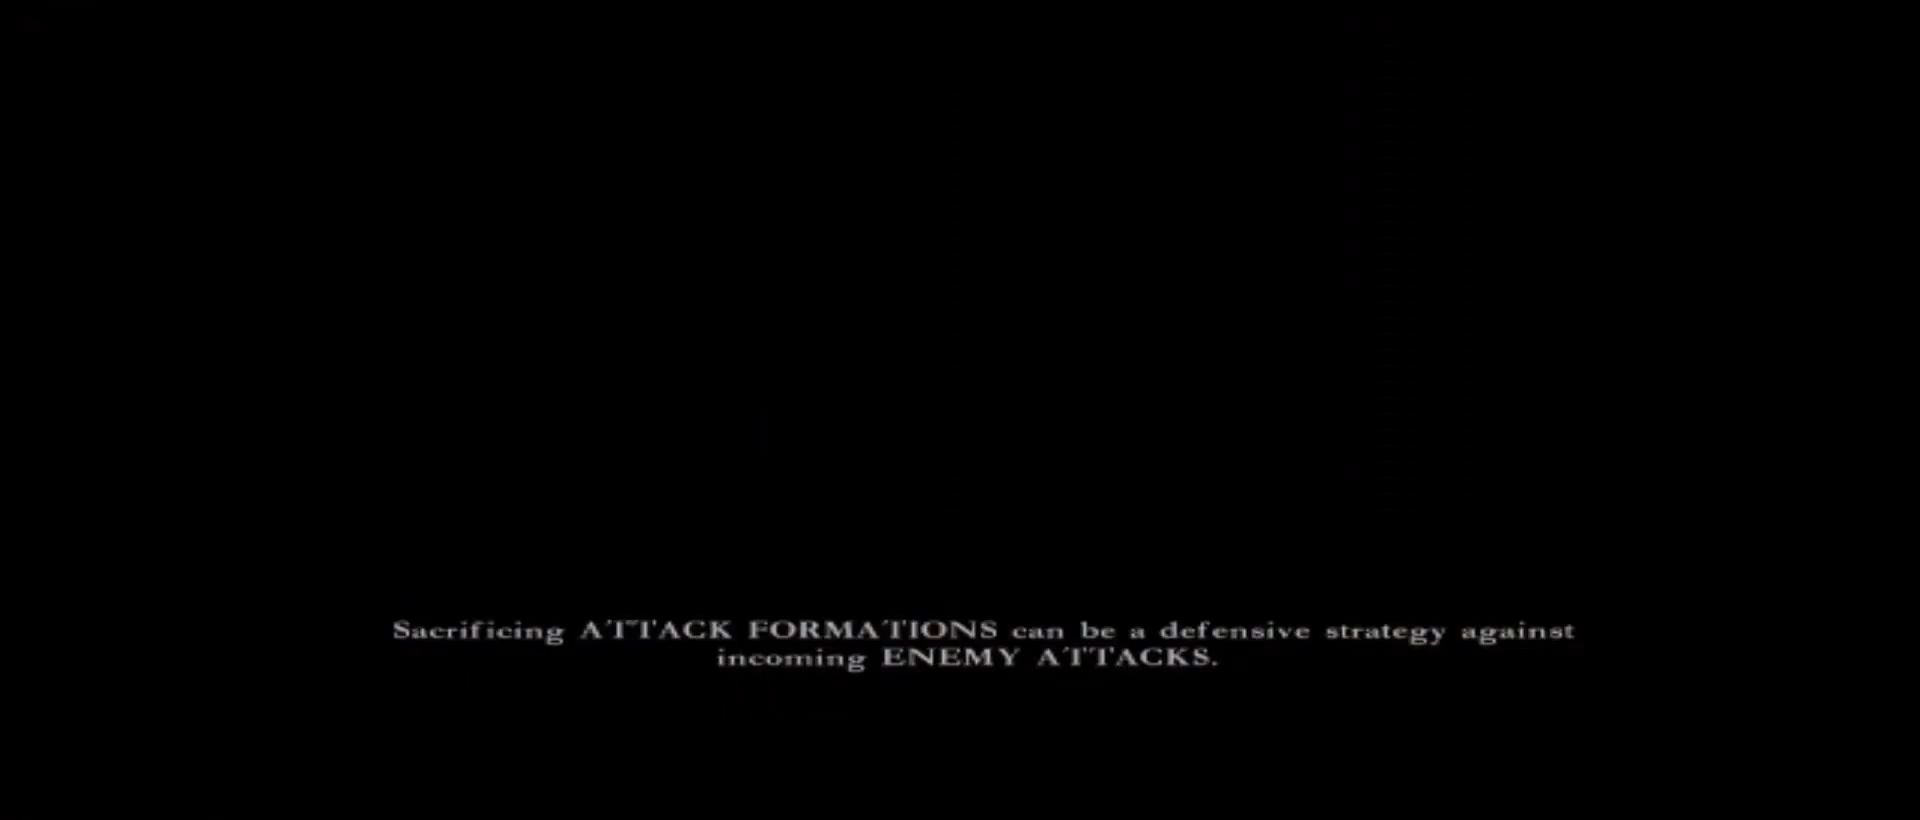 Sacrificing ATTACK FORMATIONS can be a defensive strategy against
incoming ENEMY ATTACKS.